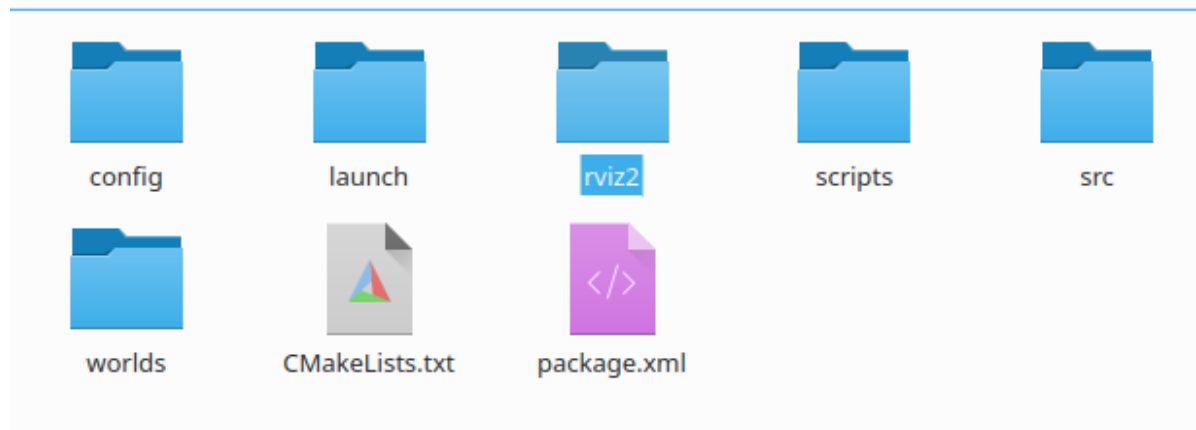 config
launch
rviz2
scripts
src
worlds
CMakeLists.txt
</>
package.xml